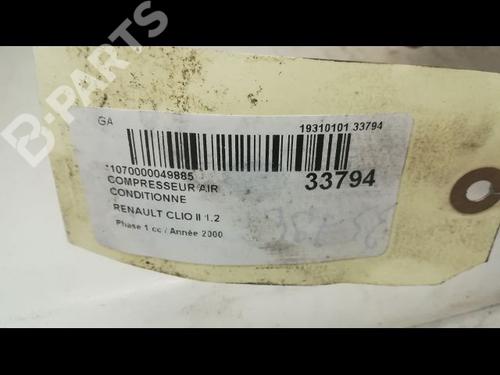 B-PARTS
GA
19310101 33794
*1070000049885
33794
COMPRESSEUR AIR
CONDITIONNE
RENAULT CLIO II 1.2
Phase 1 cc / Année 2000